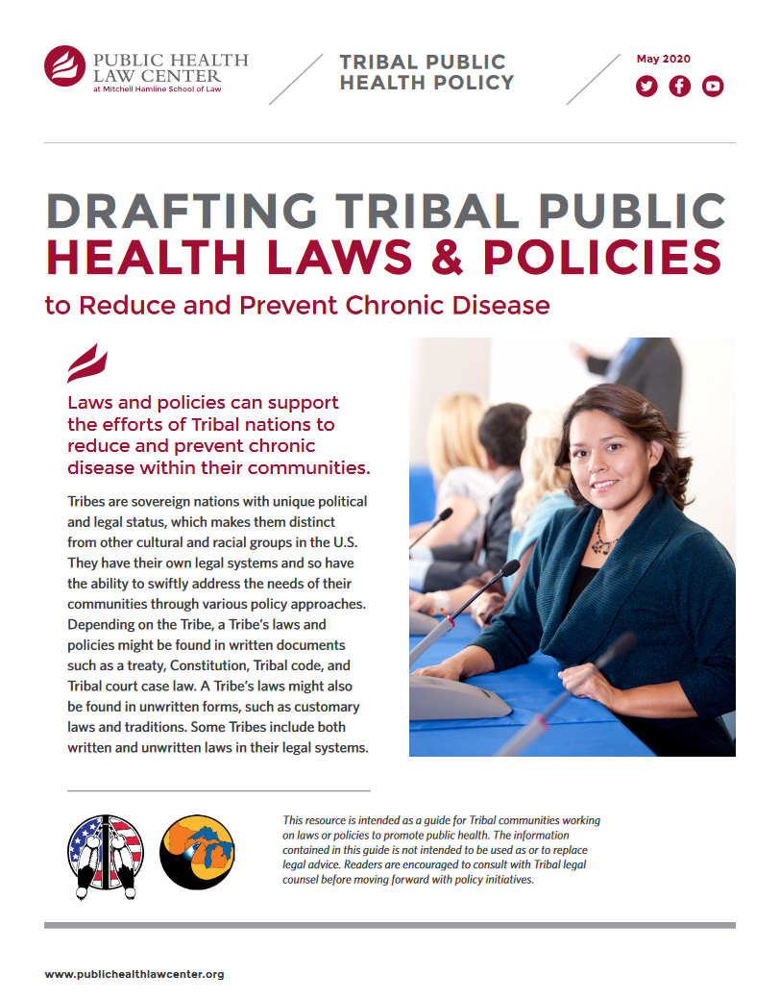 PUBLIC HEALTH
LAW CENTER
at Mitchell Hamline School of Law
TRIBAL PUBLIC
HEALTH POLICY
May 2020
DRAFTING TRIBAL PUBLIC
HEALTH LAWS & POLICIES
to Reduce and Prevent Chronic Disease
Laws and policies can support
the efforts of Tribal nations to
reduce and prevent chronic
disease within their communities.
Tribes are sovereign nations with unique political
and legal status, which makes them distinct
from other cultural and racial groups in the U.S.
They have their own legal systems and so have
the ability to swiftly address the needs of their
communities through various policy approaches.
Depending on the Tribe, a Tribe's laws and
policies might be found in written documents
such as a treaty, Constitution, Tribal code, and
Tribal court case law. A Tribe's laws might also
be found in unwritten forms, such as customary
laws and traditions. Some Tribes include both
written and unwritten laws in their legal systems.
This resource is intended as a guide for Tribal communities working
on laws or policies to promote public health. The information
contained in this guide is not intended to be used as or to replace
legal advice. Readers are encouraged to consult with Tribal legal
counsel before moving forward with policy initiatives.
www.publichealthlawcenter.org